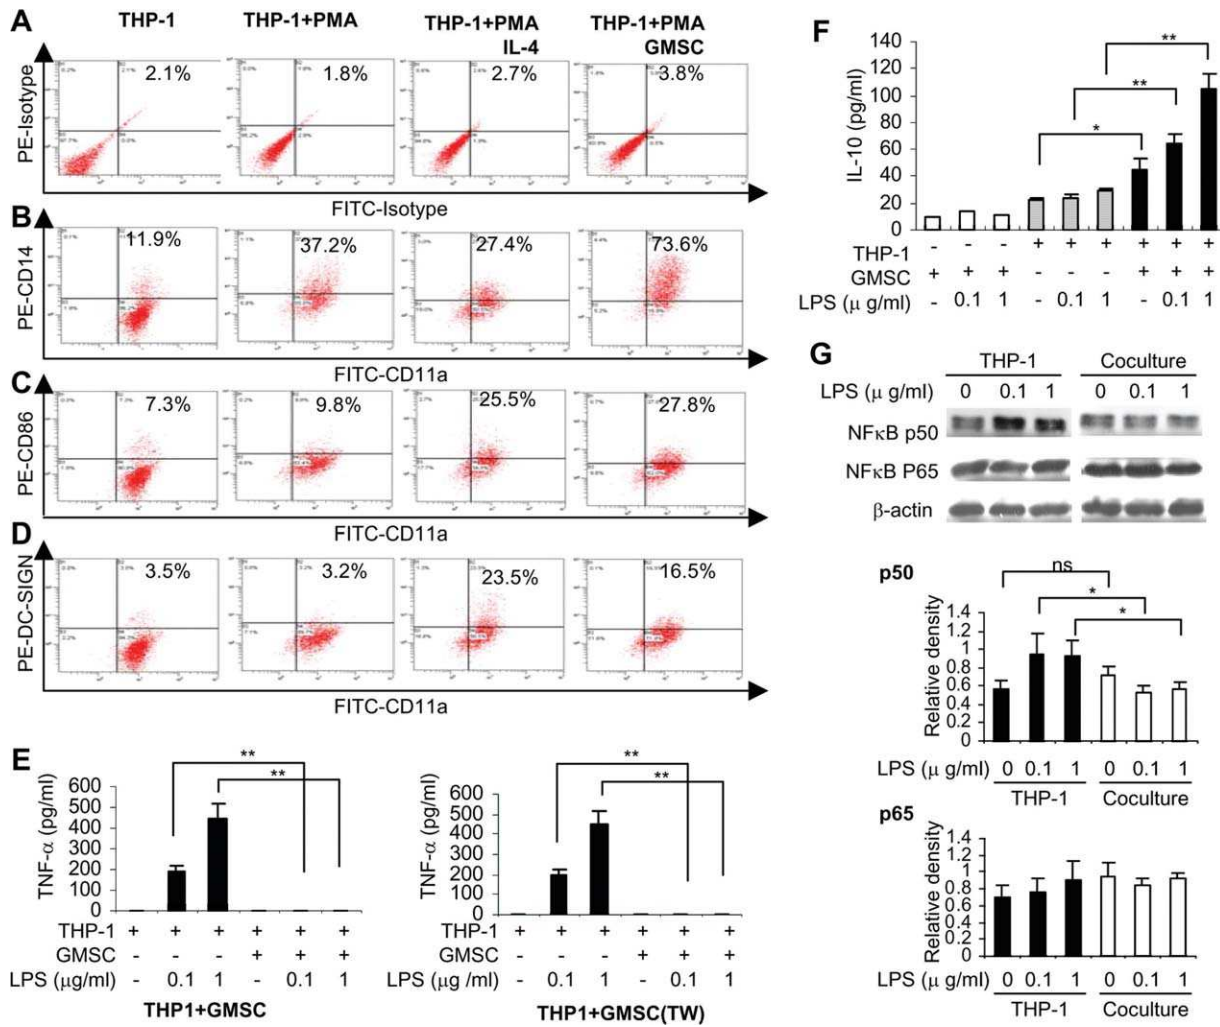 A
THP-1
THP-1+PMA
THP-1+PMA
IL-4
THP-1+PMA
GMSC
PE-Isotype
2.1%
1.8%
2.7%
3.8%
FITC-Isotype
B
PE-CD14
11.9%
37.2%
27.4%
73.6%
FITC-CD11a
C
PE-CD86
7.3%
9.8%
25.5%
27.8%
FITC-CD11a
D
PE-DC-SIGN
3.5%
3.2%
23.5%
16.5%
FITC-CD11a
E
**
**
TNF-α (pg/ml)
600
500
400
300
200
100
0
THP-1 + + + + + +
GMSC - - - + + +
LPS (μg/ml) - 0.1 1 - 0.1 1
THP1+GMSC
**
**
TNF-α (pg/ml)
600
500
400
300
200
100
0
THP-1 + + + + + +
GMSC - - - + + +
LPS (μg /ml) - 0.1 1 - 0.1 1
THP1+GMSC(TW)
F
IL-10 (pg/ml)
140
120
100
80
60
40
20
0
*
**
**
THP-1 - - - + + + + + +
GMSC + + + - - - + + +
LPS (μ g/ml) - 0.1 1 - 0.1 1 - 0.1 1
G
THP-1 Coculture
LPS (μ g/ml) 0 0.1 1 0 0.1 1
NFκB p50
NFκB P65
β-actin
p50
ns
*
*
Relative density
1.4
1.2
1
0.8
0.6
0.4
0.2
0
LPS (μ g/ml) 0 0.1 1 0 0.1 1
THP-1 Coculture
p65
Relative density
1.4
1.2
1
0.8
0.6
0.4
0.2
0
LPS (μ g/ml) 0 0.1 1 0 0.1 1
THP-1 Coculture